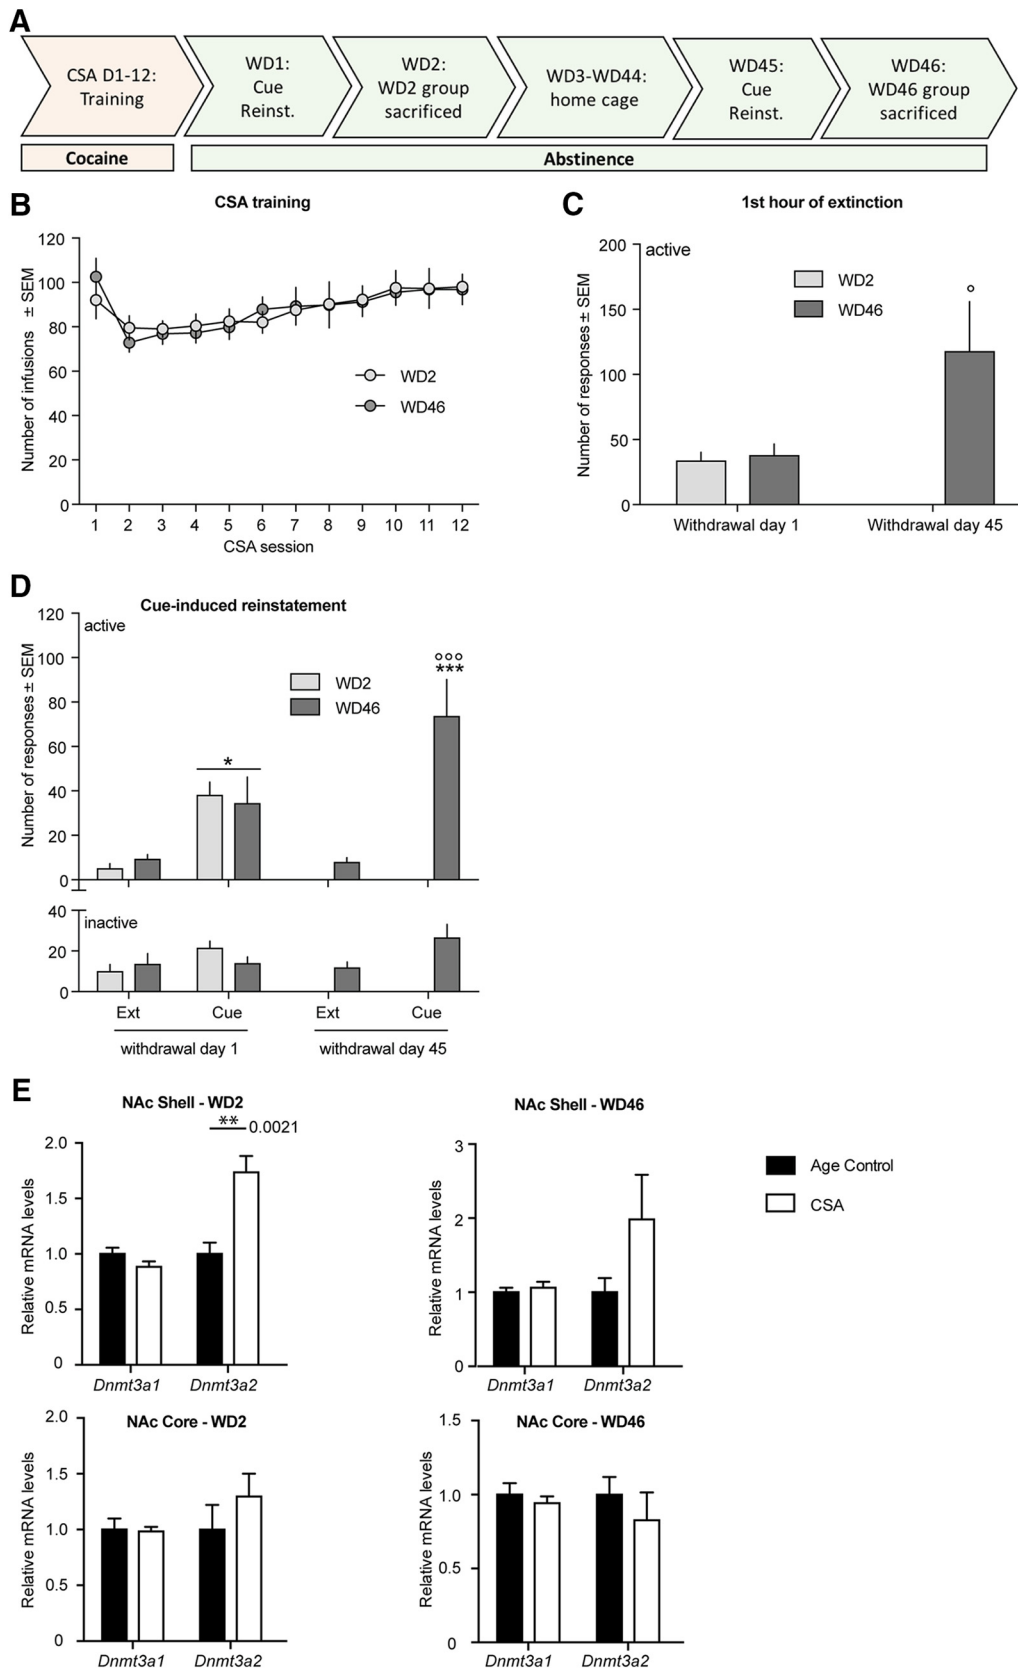 A
CSA D1-12:
Training
WD1:
Cue
Reinst.
WD2:
WD2 group
sacrificed
WD3-WD44:
home cage
WD45:
Cue
Reinst.
WD46:
WD46 group
sacrificed
Cocaine
Abstinence
B
CSA training
Number of infusions ± SEM
120
100
80
60
40
20
0
WD2
WD46
1 2 3 4 5 6 7 8 9 10 11 12
CSA session
C
1st hour of extinction
Number of responses ± SEM
200
150
100
50
0
active
WD2
WD46
°
Withdrawal day 1
Withdrawal day 45
D
Cue-induced reinstatement
Number of responses ± SEM
120
100
80
60
40
20
0
active
WD2
WD46
*
°°°
***
40
20
0
inactive
Ext Cue Ext Cue
withdrawal day 1
withdrawal day 45
E
NAc Shell - WD2
** 0.0021
Relative mRNA levels
2.0
1.5
1.0
0.5
0
Dnmt3a1 Dnmt3a2
NAc Shell - WD46
Relative mRNA levels
3
2
1
0
Dnmt3a1 Dnmt3a2
Age Control
CSA
NAc Core - WD2
Relative mRNA levels
2.0
1.5
1.0
0.5
0
Dnmt3a1 Dnmt3a2
NAc Core - WD46
Relative mRNA levels
1.5
1.0
0.5
0
Dnmt3a1 Dnmt3a2